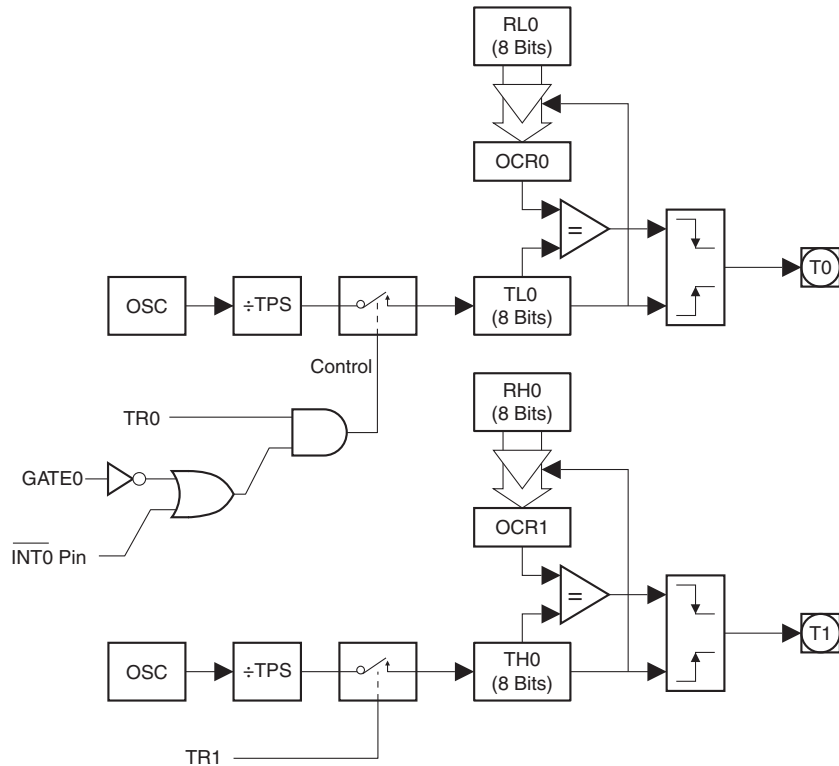 RL0
(8 Bits)
OCR0
=
OSC
÷TPS
TL0
(8 Bits)
T0
Control
TR0
GATE0
I̅N̅T̅0̅ Pin
RH0
(8 Bits)
OCR1
=
OSC
÷TPS
TH0
(8 Bits)
T1
TR1